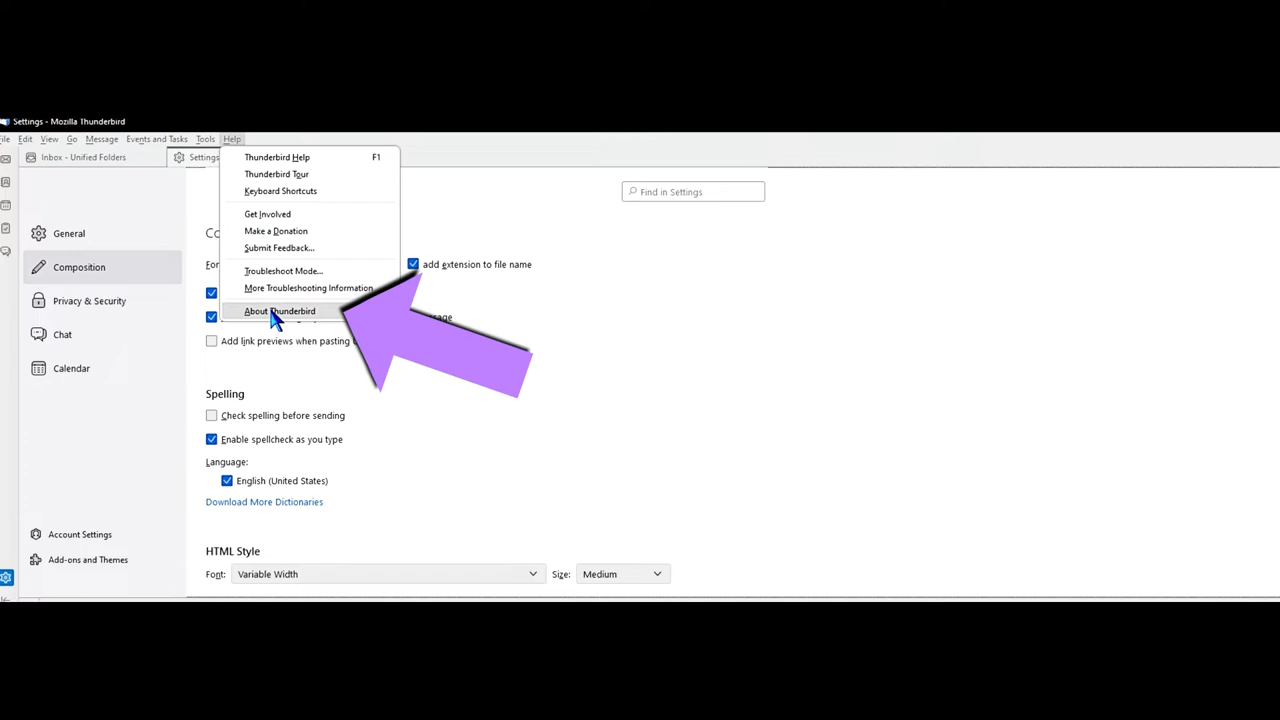 Settings - Mozilla Thunderbird
Edit View Go Message Events and Tasks Tools Help
Inbox - Unified Folders
Settings
Thunderbird Help F1
Thunderbird Tour
Keyboard Shortcuts
Get Involved
Make a Donation
Submit Feedback...
Troubleshoot Mode...
More Troubleshooting Information
About Thunderbird
Find in Settings
General
Composition
Privacy & Security
Chat
Calendar
Account Settings
Add-ons and Themes
add extension to file name
Add link previews when pasting
Spelling
Check spelling before sending
Enable spellcheck as you type
Language:
English (United States)
Download More Dictionaries
HTML Style
Font: Variable Width Size: Medium